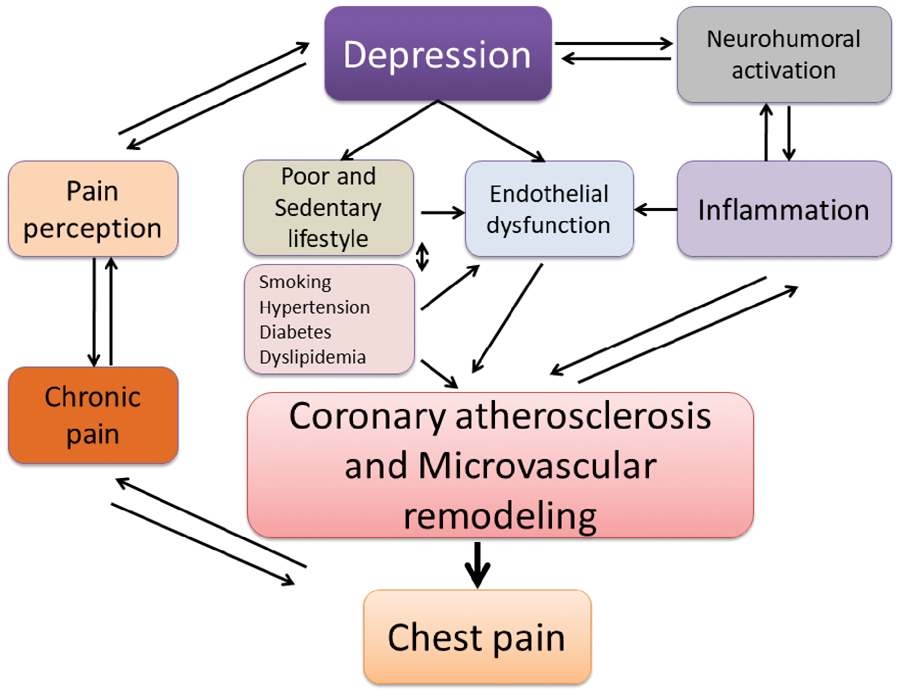 Depression
Neurohumoral
activation
Pain
perception
Poor and
Sedentary
lifestyle
Endothelial
dysfunction
Inflammation
Smoking
Hypertension
Diabetes
Dyslipidemia
Chronic
pain
Coronary atherosclerosis
and Microvascular
remodeling
Chest pain